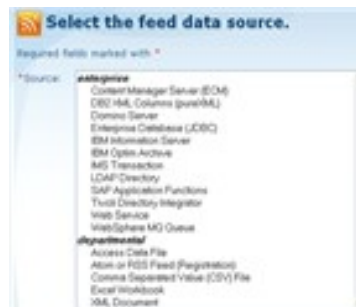 Select the feed data source.
Required fields marked with *
*Source: enterprise
Content Manager Server (ECM)
DB2 XML Columns (pureXML)
Domino Server
Enterprise Database (JDBC)
IBM Information Server
IBM Optim Archive
IMS Transaction
LDAP Directory
SAP Application Functions
Tivoli Directory Integrator
Web Service
WebSphere MQ Queue
departmental
Access Data File
Atom or RSS Feed (Registration)
Comma Separated Value (CSV) File
Excel Workbook
XML Document